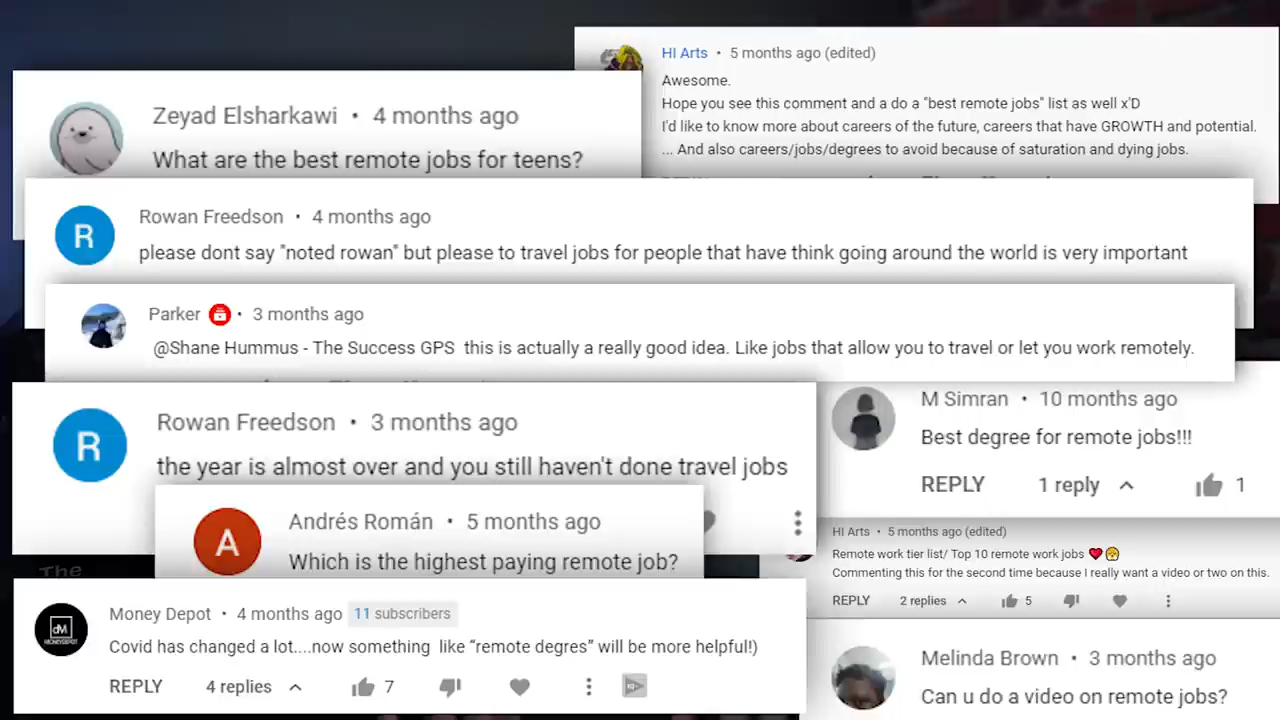 HI Arts • 5 months ago (edited)
Awesome.
Hope you see this comment and a do a "best remote jobs" list as well x'D
I'd like to know more about careers of the future, careers that have GROWTH and potential.
... And also careers/jobs/degrees to avoid because of saturation and dying jobs.
Zeyad Elsharkawi • 4 months ago
What are the best remote jobs for teens?
R
Rowan Freedson • 4 months ago
please dont say "noted rowan" but please to travel jobs for people that have think going around the world is very important
Parker • 3 months ago
@Shane Hummus - The Success GPS this is actually a really good idea. Like jobs that allow you to travel or let you work remotely.
R
Rowan Freedson • 3 months ago
the year is almost over and you still haven't done travel jobs
M Simran • 10 months ago
Best degree for remote jobs!!!
REPLY 1 reply 1
A
Andrés Román • 5 months ago
Which is the highest paying remote job?
HI Arts • 5 months ago (edited)
Remote work tier list/ Top 10 remote work jobs ❤️😤
Commenting this for the second time because I really want a video or two on this.
REPLY 2 replies 5
The
Money Depot • 4 months ago 11 subscribers
Covid has changed a lot....now something like “remote degres” will be more helpful!)
REPLY 4 replies 7
Melinda Brown • 3 months ago
Can u do a video on remote jobs?